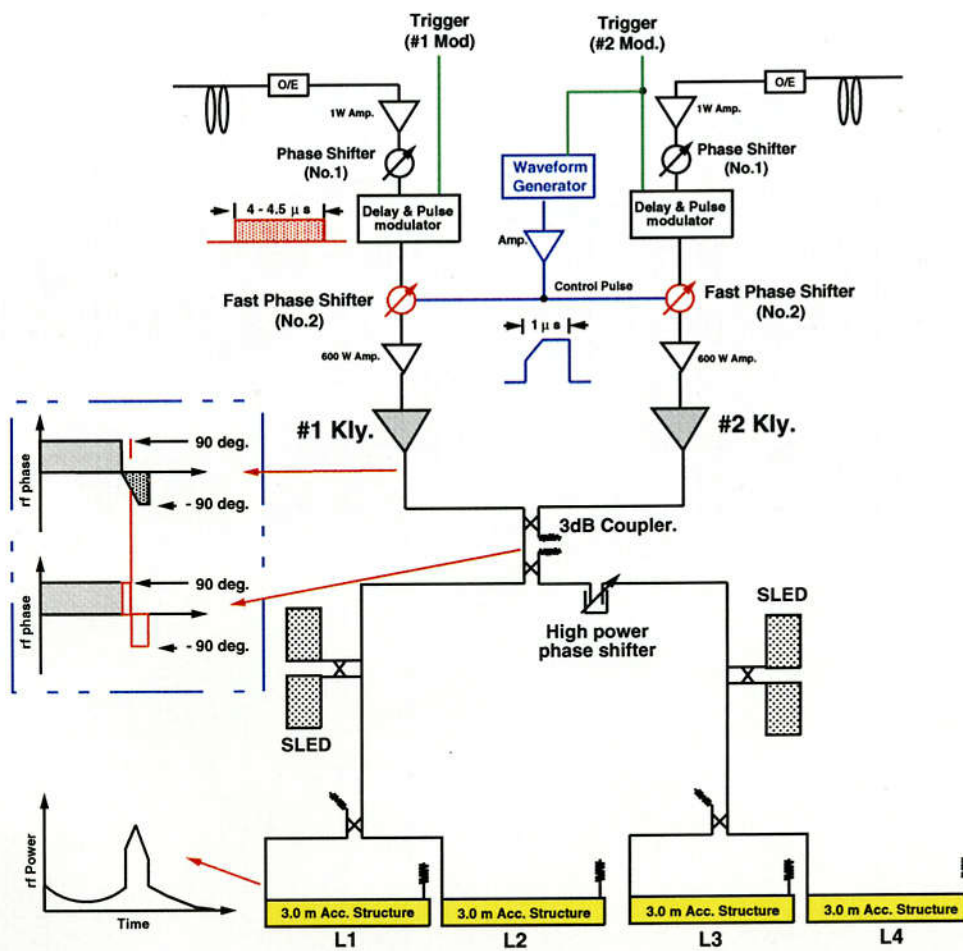 Trigger
(#1 Mod)
Trigger
(#2 Mod.)
O/E
O/E
1W Amp.
1W Amp.
Phase Shifter
(No.1)
Phase Shifter
(No.1)
Waveform
Generator
4 - 4.5 μ s
Delay & Pulse
modulator
Delay & Pulse
modulator
Amp.
Fast Phase Shifter
(No.2)
Control Pulse
Fast Phase Shifter
(No.2)
1 μ s
600 W Amp.
600 W Amp.
#1 Kly.
#2 Kly.
rf phase
90 deg.
- 90 deg.
3dB Coupler.
rf phase
90 deg.
- 90 deg.
SLED
High power
phase shifter
SLED
rf Power
Time
3.0 m Acc. Structure
3.0 m Acc. Structure
3.0 m Acc. Structure
3.0 m Acc. Structure
L1
L2
L3
L4